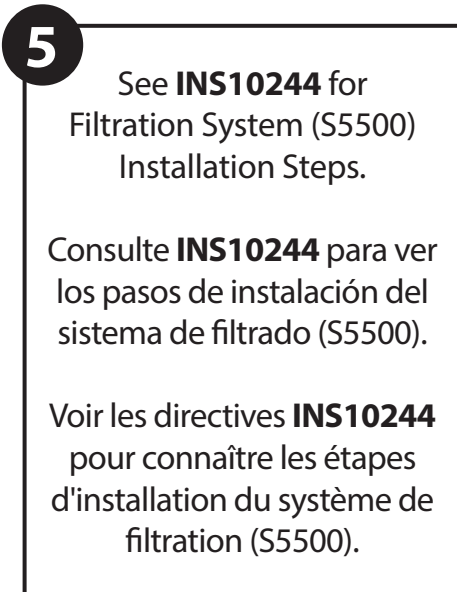 5
See INS10244 for
Filtration System (S5500)
Installation Steps.
Consulte INS10244 para ver
los pasos de instalación del
sistema de filtrado (S5500).
Voir les directives INS10244
pour connaître les étapes
d'installation du système de
filtration (S5500).